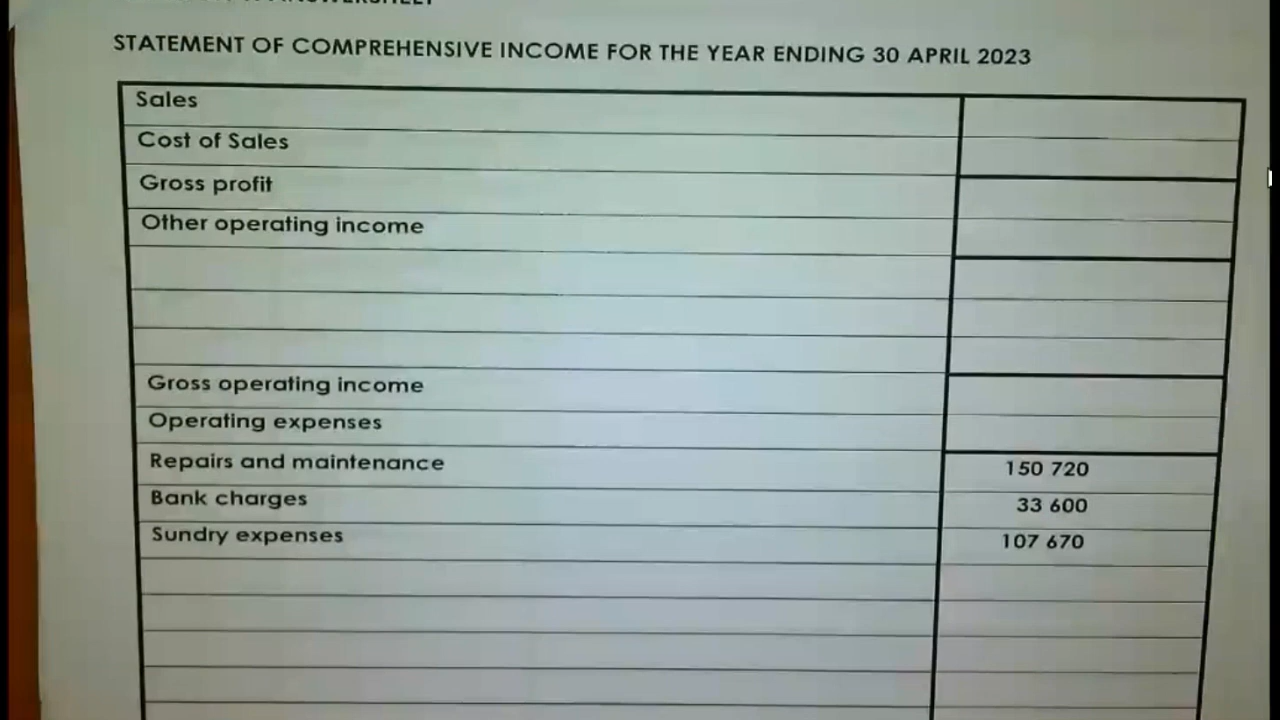 STATEMENT OF COMPREHENSIVE INCOME FOR THE YEAR ENDING 30 APRIL 2023
Sales
Cost of Sales
Gross profit
Other operating income
Gross operating income
Operating expenses
Repairs and maintenance 150 720
Bank charges 33 600
Sundry expenses 107 670